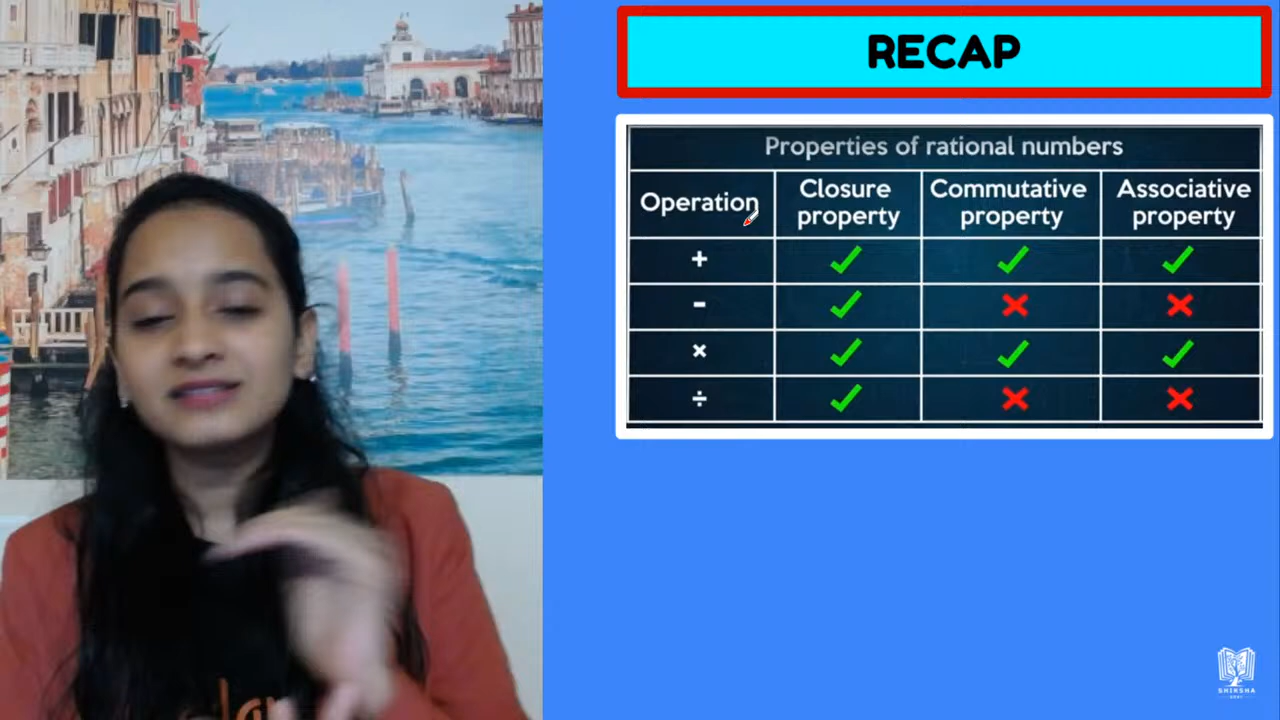 RECAP
Properties of rational numbers
Operation
Closure property
Commutative property
Associative property
+ ✓ ✓ ✓
- ✓ ✗ ✗
× ✓ ✓ ✓
÷ ✓ ✗ ✗
SHIKSHA